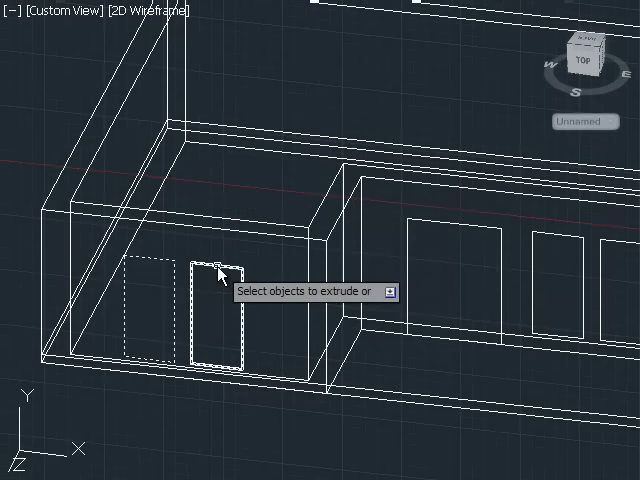 [−] [Custom View] [2D Wireframe]
TOP
W
E
S
Unnamed
Select objects to extrude or
Y
X
Z